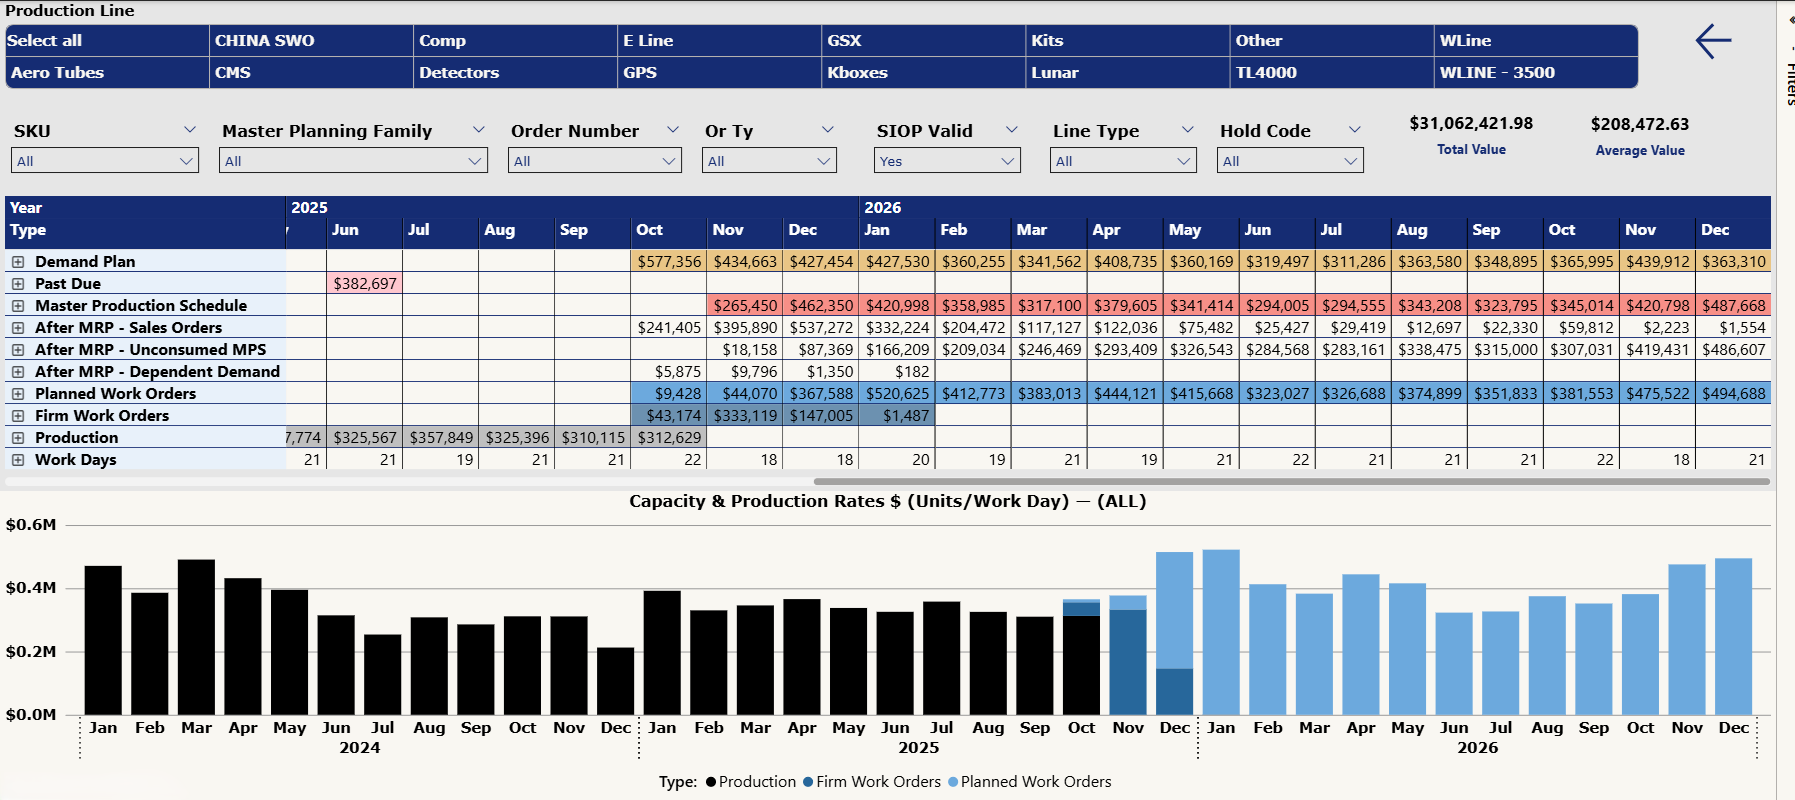 Production Line
Select all CHINA SWO Comp E Line GSX Kits Other WLine
Aero Tubes CMS Detectors GPS Kboxes Lunar TL4000 WLINE - 3500
Filters
SKU Master Planning Family Order Number Or Ty SIOP Valid Line Type Hold Code $31,062,421.98 $208,472.63
All All All All Yes All All Total Value Average Value
Year 2025 2026
Type Jun Jul Aug Sep Oct Nov Dec Jan Feb Mar Apr May Jun Jul Aug Sep Oct Nov Dec
Demand Plan $577,356 $434,663 $427,454 $427,530 $360,255 $341,562 $408,735 $360,169 $319,497 $311,286 $363,580 $348,895 $365,995 $439,912 $363,310
Past Due $382,697
Master Production Schedule $265,450 $462,350 $420,998 $358,985 $317,100 $379,605 $341,414 $294,005 $294,555 $343,208 $323,795 $345,014 $420,798 $487,668
After MRP - Sales Orders $241,405 $395,890 $537,272 $332,224 $204,472 $117,127 $122,036 $75,482 $25,427 $29,419 $12,697 $22,330 $59,812 $2,223 $1,554
After MRP - Unconsumed MPS $18,158 $87,369 $166,209 $209,034 $246,469 $293,409 $326,543 $284,568 $283,161 $338,475 $315,000 $307,031 $419,431 $486,607
After MRP - Dependent Demand $5,875 $9,796 $1,350 $182
Planned Work Orders $9,428 $44,070 $367,588 $520,625 $412,773 $383,013 $444,121 $415,668 $323,027 $326,688 $374,899 $351,833 $381,553 $475,522 $494,688
Firm Work Orders $43,174 $333,119 $147,005 $1,487
Production 7,774 $325,567 $357,849 $325,396 $310,115 $312,629
Work Days 21 21 19 21 21 22 18 18 20 19 21 19 21 22 21 21 21 22 18 21
Capacity & Production Rates $ (Units/Work Day) — (ALL)
$0.6M
$0.4M
$0.2M
$0.0M
Jan Feb Mar Apr May Jun Jul Aug Sep Oct Nov Dec Jan Feb Mar Apr May Jun Jul Aug Sep Oct Nov Dec Jan Feb Mar Apr May Jun Jul Aug Sep Oct Nov Dec
2024 2025 2026
Type: Production Firm Work Orders Planned Work Orders